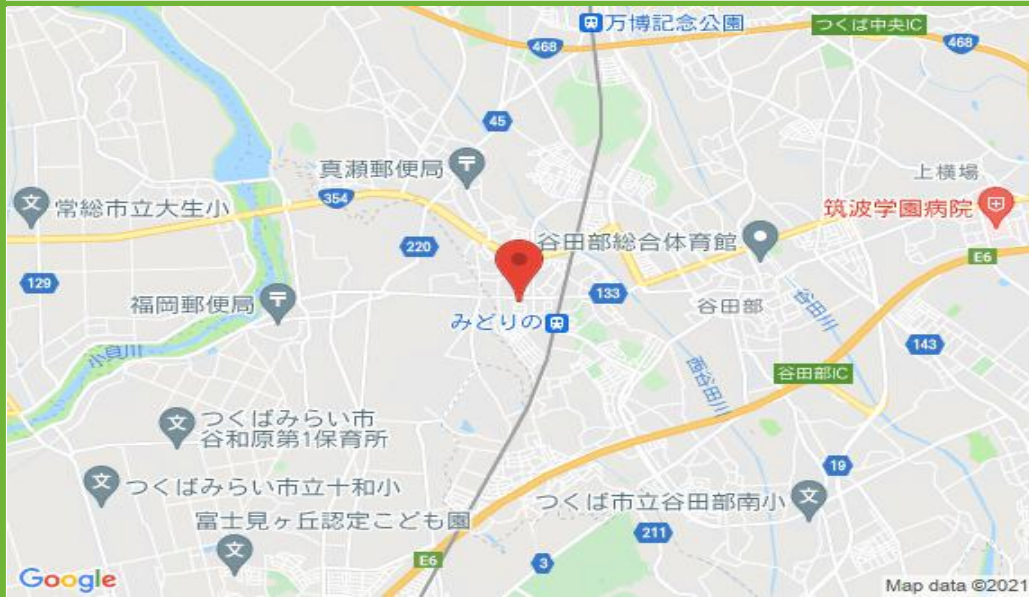 万博記念公園
つくば中央IC
468
468
45
真瀬郵便局
上横場
354
常総市立大生小
筑波学園病院
220
谷田部総合体育館
E6
129
133
福岡郵便局
谷田部
谷田川
みどりの
143
小貝川
西谷田川
谷田部IC
つくばみらい市
谷和原第1保育所
19
つくばみらい市立十和小
つくば市立谷田部南小
富士見ヶ丘認定こども園
211
E6
3
Google
Map data ©2021